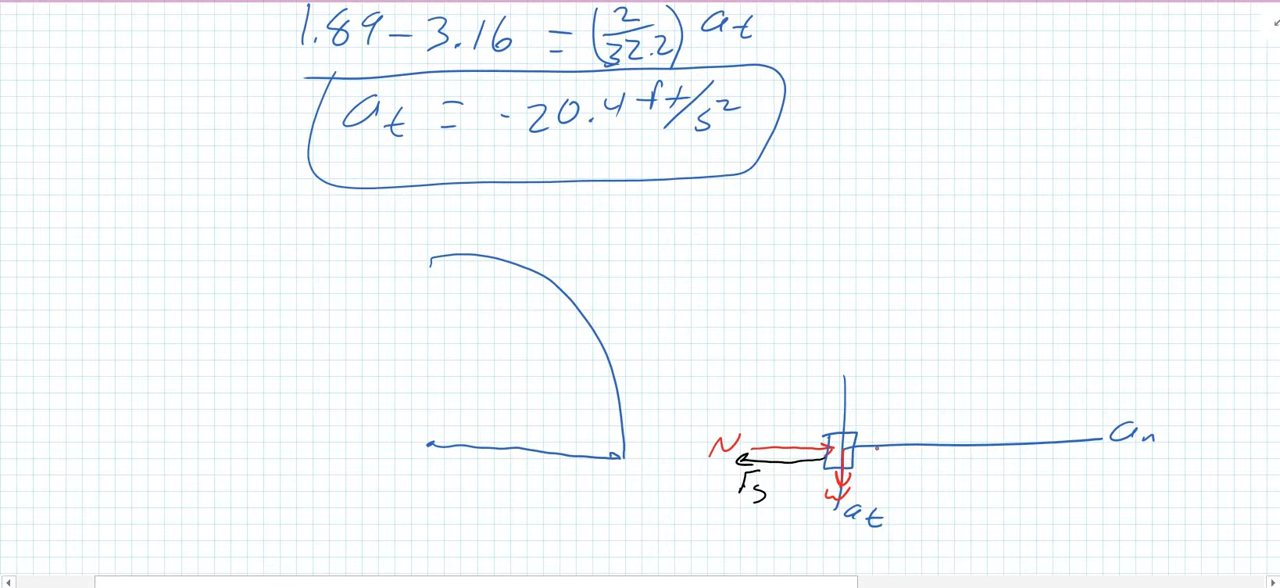 1.89 - 3.16 = (2/32.2) at
at = -20.4 ft/s²
an
N
Fs
W
at